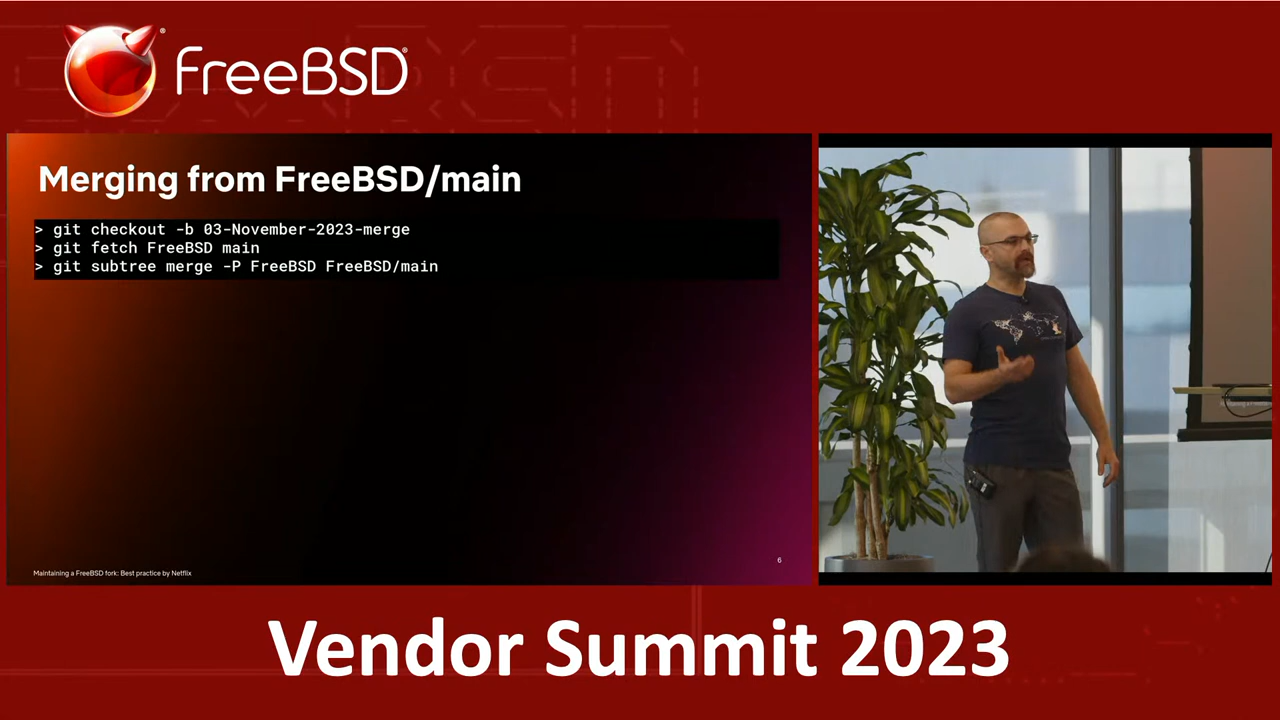 FreeBSD®
Merging from FreeBSD/main
> git checkout -b 03-November-2023-merge
> git fetch FreeBSD main
> git subtree merge -P FreeBSD FreeBSD/main
6
Maintaining a FreeBSD fork: Best practice by Netflix
Vendor Summit 2023